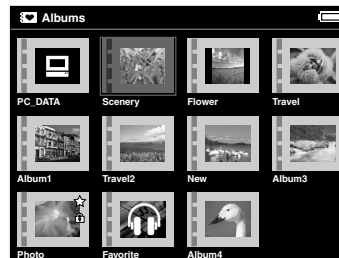 Albums
PC_DATA Scenery Flower Travel
Album1 Travel2 New Album3
Photo Favorite Album4